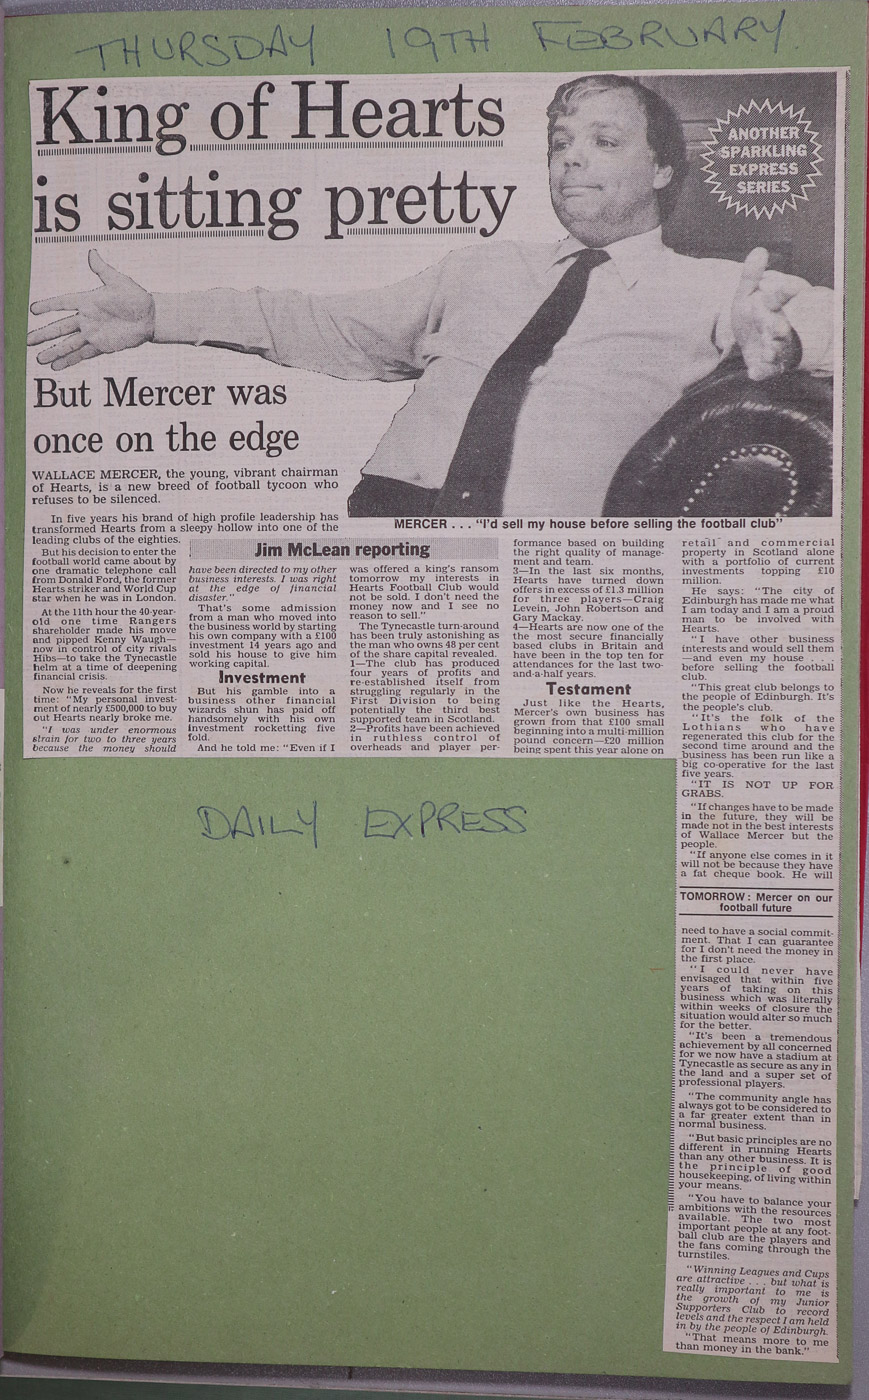 THURSDAY 19TH FEBRUARY.
King of Hearts
is sitting pretty
ANOTHER
SPARKLING
EXPRESS
SERIES
But Mercer was
once on the edge
WALLACE MERCER, the young, vibrant chairman
of Hearts, is a new breed of football tycoon who
refuses to be silenced.
In five years his brand of high profile leadership has
transformed Hearts from a sleepy hollow into one of the
leading clubs of the eighties.
MERCER . . . "I'd sell my house before selling the football club"
But his decision to enter the
football world came about by
one dramatic telephone call
from Donald Ford, the former
Hearts striker and World Cup
star when he was in London.
At the 11th hour the 40-year-
old one time Rangers
shareholder made his move
and pipped Kenny Waugh—
now in control of city rivals
Hibs—to take the Tynecastle
helm at a time of deepening
financial crisis.
Now he reveals for the first
time: "My personal invest-
ment of nearly £500,000 to buy
out Hearts nearly broke me.
"I was under enormous
strain for two to three years
because the money should
Jim McLean reporting
have been directed to my other
business interests. I was right
at the edge of financial
disaster."
That's some admission
from a man who moved into
the business world by starting
his own company with a £100
investment 14 years ago and
sold his house to give him
working capital.
Investment
But his gamble into a
business other financial
wizards shun has paid off
handsomely with his own
investment rocketting five
fold.
And he told me: "Even if I
was offered a king's ransom
tomorrow my interests in
Hearts Football Club would
not be sold. I don't need the
money now and I see no
reason to sell."
The Tynecastle turn-around
has been truly astonishing as
the man who owns 48 per cent
of the share capital revealed.
1—The club has produced
four years of profits and
re-established itself from
struggling regularly in the
First Division to being
potentially the third best
supported team in Scotland.
2—Profits have been achieved
in ruthless control of
overheads and player per-
formance based on building
the right quality of manage-
ment and team.
3—In the last six months,
Hearts have turned down
offers in excess of £1.3 million
for three players—Craig
Levein, John Robertson and
Gary Mackay.
4—Hearts are now one of the
the most secure financially
based clubs in Britain and
have been in the top ten for
attendances for the last two-
and-a-half years.
Testament
Just like the Hearts,
Mercer's own business has
grown from that £100 small
beginning into a multi-million
pound concern—£20 million
being spent this year alone on
retail and commercial
property in Scotland alone
with a portfolio of current
investments topping £10
million.
He says: "The city of
Edinburgh has made me what
I am today and I am a proud
man to be involved with
Hearts.
"I have other business
interests and would sell them
—and even my house . . .
before selling the football
club.
"This great club belongs to
the people of Edinburgh. It's
the people's club.
"It's the folk of the
Lothians who have
regenerated this club for the
second time around and the
business has been run like a
big co-operative for the last
five years.
"IT IS NOT UP FOR
GRABS.
"If changes have to be made
in the future, they will be
made not in the best interests
of Wallace Mercer but the
people.
"If anyone else comes in it
will not be because they have
a fat cheque book. He will
TOMORROW: Mercer on our
football future
need to have a social commit-
ment. That I can guarantee
for I don't need the money in
the first place.
"I could never have
envisaged that within five
years of taking on this
business which was literally
within weeks of closure the
situation would alter so much
for the better.
"It's been a tremendous
achievement by all concerned
for we now have a stadium at
Tynecastle as secure as any in
the land and a super set of
professional players.
"The community angle has
always got to be considered to
a far greater extent than in
normal business.
"But basic principles are no
different in running Hearts
than any other business. It is
the principle of good
housekeeping, of living within
your means.
"You have to balance your
ambitions with the resources
available. The two most
important people at any foot-
ball club are the players and
the fans coming through the
turnstiles.
"Winning Leagues and Cups
are attractive . . . but what is
really important to me is
the growth of my Junior
Supporters Club to record
levels and the respect I am held
in by the people of Edinburgh.
"That means more to me
than money in the bank."
DAILY EXPRESS